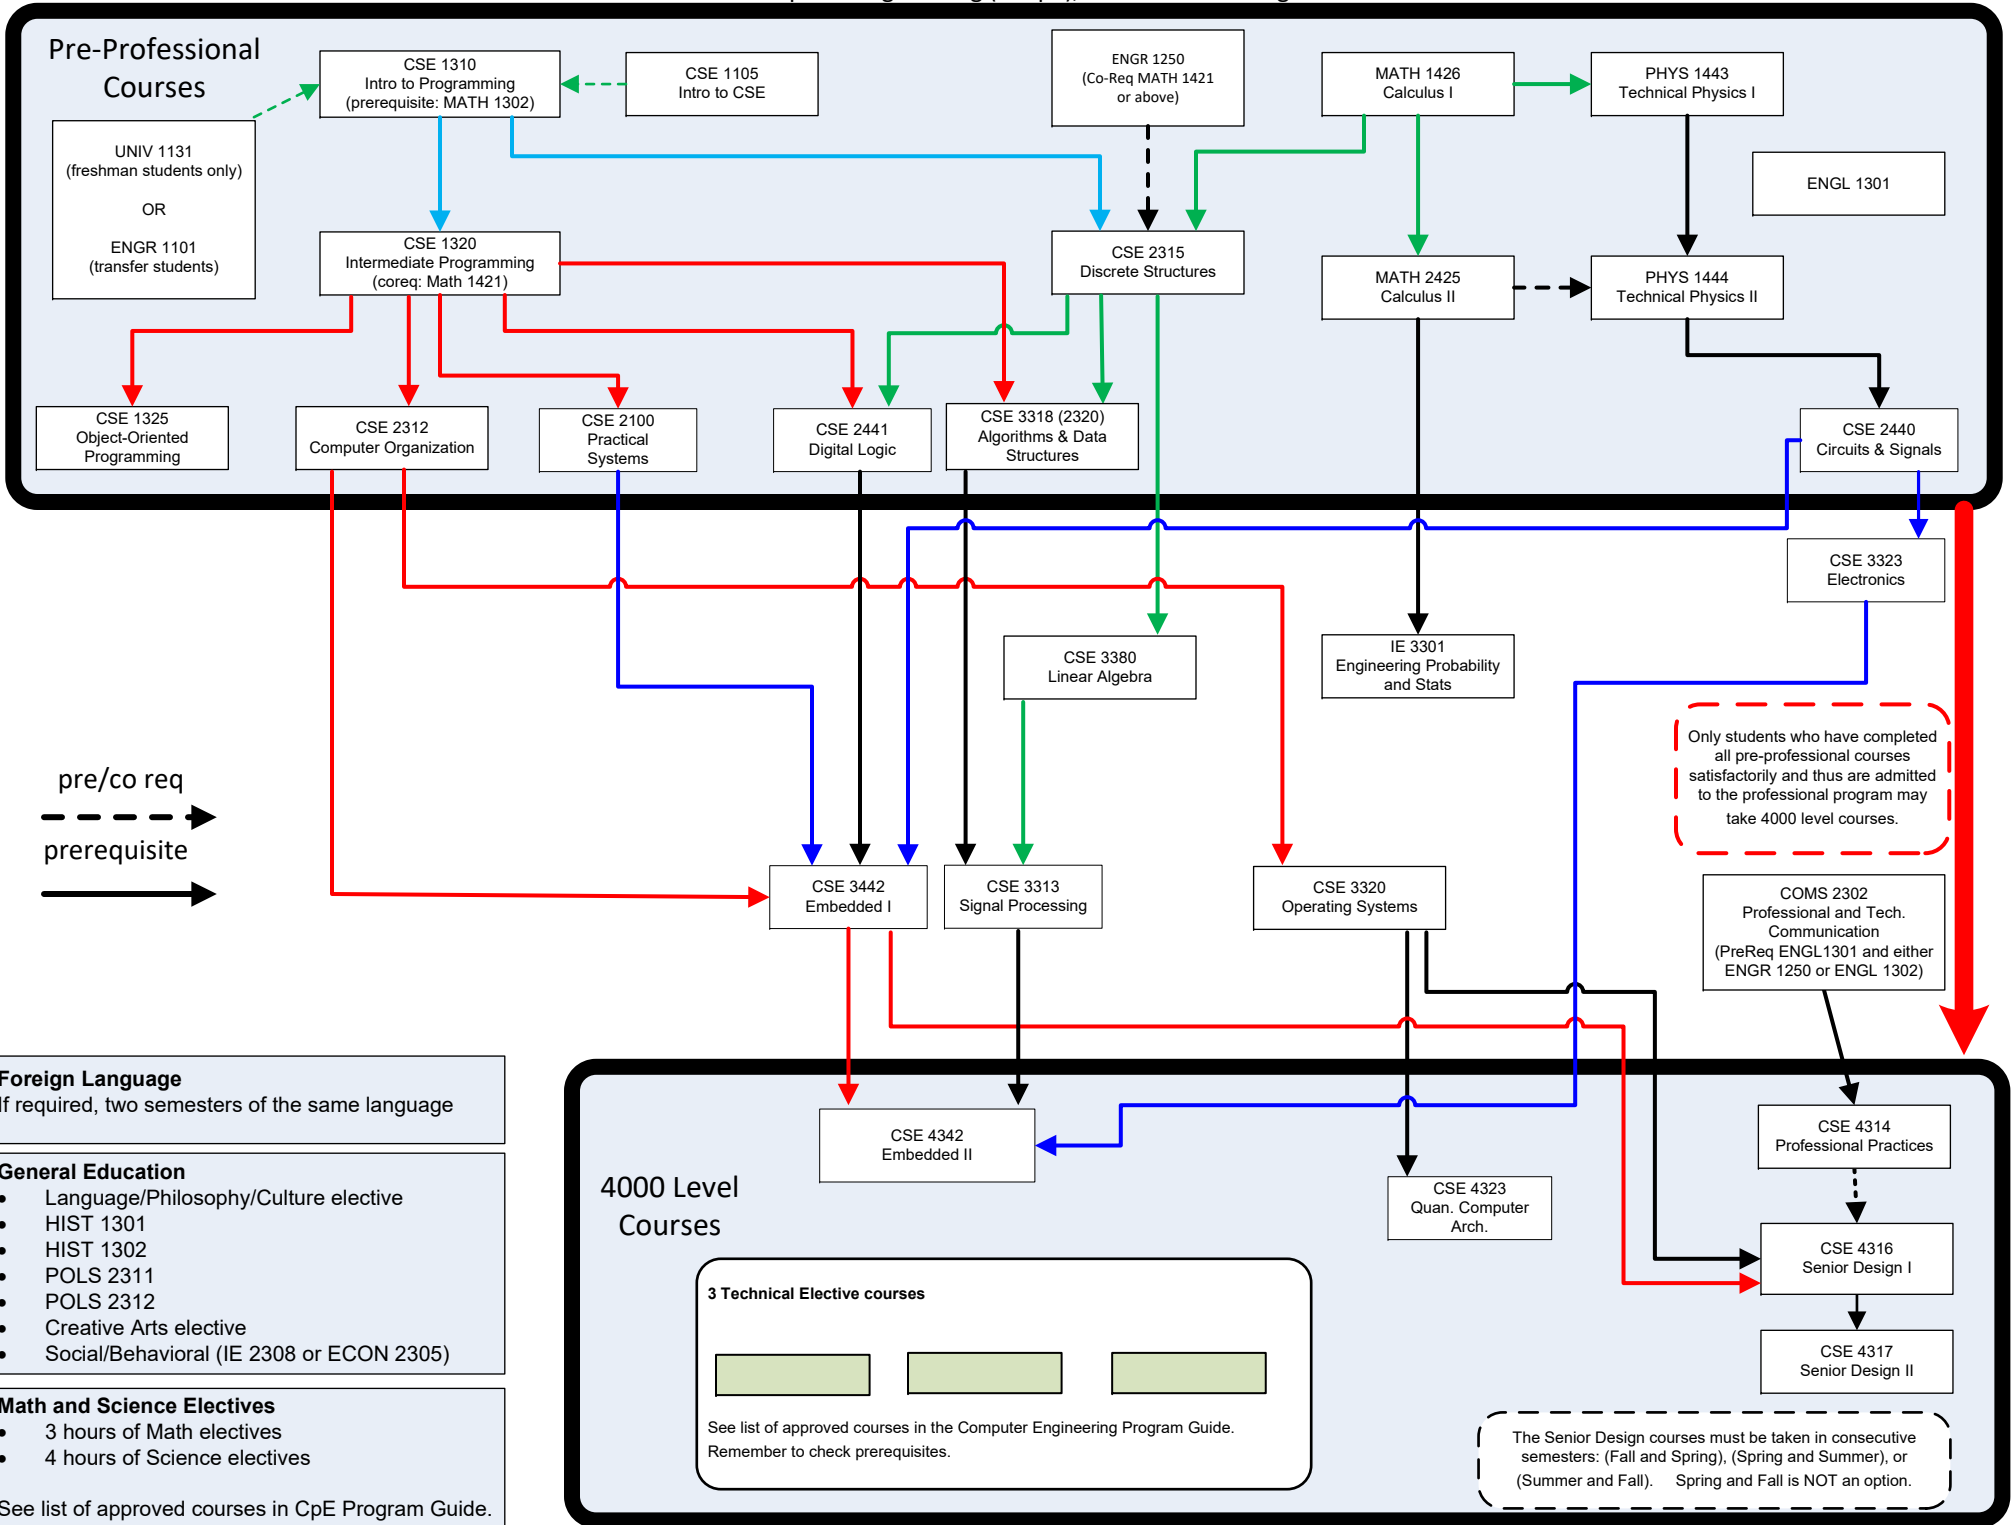 Pre-Professional
Courses
CSE 1310
Intro to Programming
(prerequisite: MATH 1302)
CSE 1105
Intro to CSE
ENGR 1250
(Co-Req MATH 1421
or above)
MATH 1426
Calculus I
PHYS 1443
Technical Physics I
UNIV 1131
(freshman students only)
OR
ENGR 1101
(transfer students)
ENGL 1301
CSE 1320
Intermediate Programming
(coreq: Math 1421)
CSE 2315
Discrete Structures
MATH 2425
Calculus II
PHYS 1444
Technical Physics II
CSE 1325
Object-Oriented
Programming
CSE 2312
Computer Organization
CSE 2100
Practical
Systems
CSE 2441
Digital Logic
CSE 3318 (2320)
Algorithms & Data
Structures
CSE 2440
Circuits & Signals
CSE 3323
Electronics
CSE 3380
Linear Algebra
IE 3301
Engineering Probability
and Stats
Only students who have completed
all pre-professional courses
satisfactorily and thus are admitted
to the professional program may
take 4000 level courses.
pre/co req
prerequisite
CSE 3442
Embedded I
CSE 3313
Signal Processing
CSE 3320
Operating Systems
COMS 2302
Professional and Tech.
Communication
(PreReq ENGL1301 and either
ENGR 1250 or ENGL 1302)
Foreign Language
If required, two semesters of the same language
General Education
• Language/Philosophy/Culture elective
• HIST 1301
• HIST 1302
• POLS 2311
• POLS 2312
• Creative Arts elective
• Social/Behavioral (IE 2308 or ECON 2305)
Math and Science Electives
• 3 hours of Math electives
• 4 hours of Science electives
See list of approved courses in CpE Program Guide.
4000 Level
Courses
CSE 4342
Embedded II
CSE 4323
Quan. Computer
Arch.
CSE 4314
Professional Practices
CSE 4316
Senior Design I
CSE 4317
Senior Design II
3 Technical Elective courses
See list of approved courses in the Computer Engineering Program Guide.
Remember to check prerequisites.
The Senior Design courses must be taken in consecutive
semesters: (Fall and Spring), (Spring and Summer), or
(Summer and Fall). Spring and Fall is NOT an option.